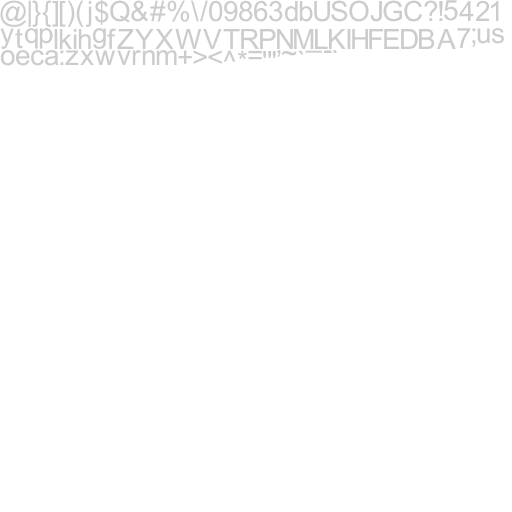 @|}{][)(j$Q&#%\/09863dbUSOJGC?!5421
ytqplkihgfZYXWVTRPNMLKIHFEDBA7;us
oeca:zxwvrnm+><^*="'~`